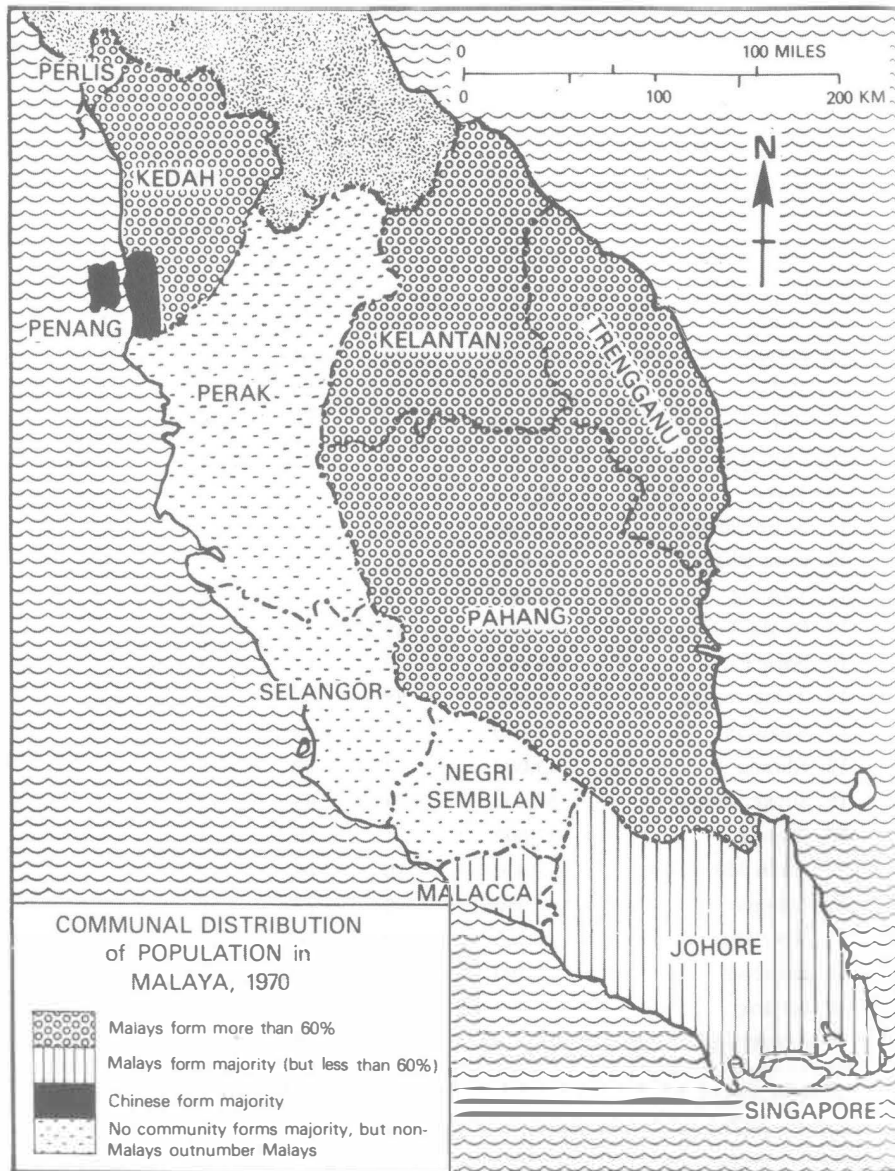 0 100 MILES
0 100 200 KM
N
PERLIS
KEDAH
PENANG
PERAK
KELANTAN
TRENGGANU
PAHANG
SELANGOR
NEGRI
SEMBILAN
MALACCA
JOHORE
SINGAPORE
COMMUNAL DISTRIBUTION
of POPULATION in
MALAYA, 1970
Malays form more than 60%
Malays form majority (but less than 60%)
Chinese form majority
No community forms majority, but non-
Malays outnumber Malays